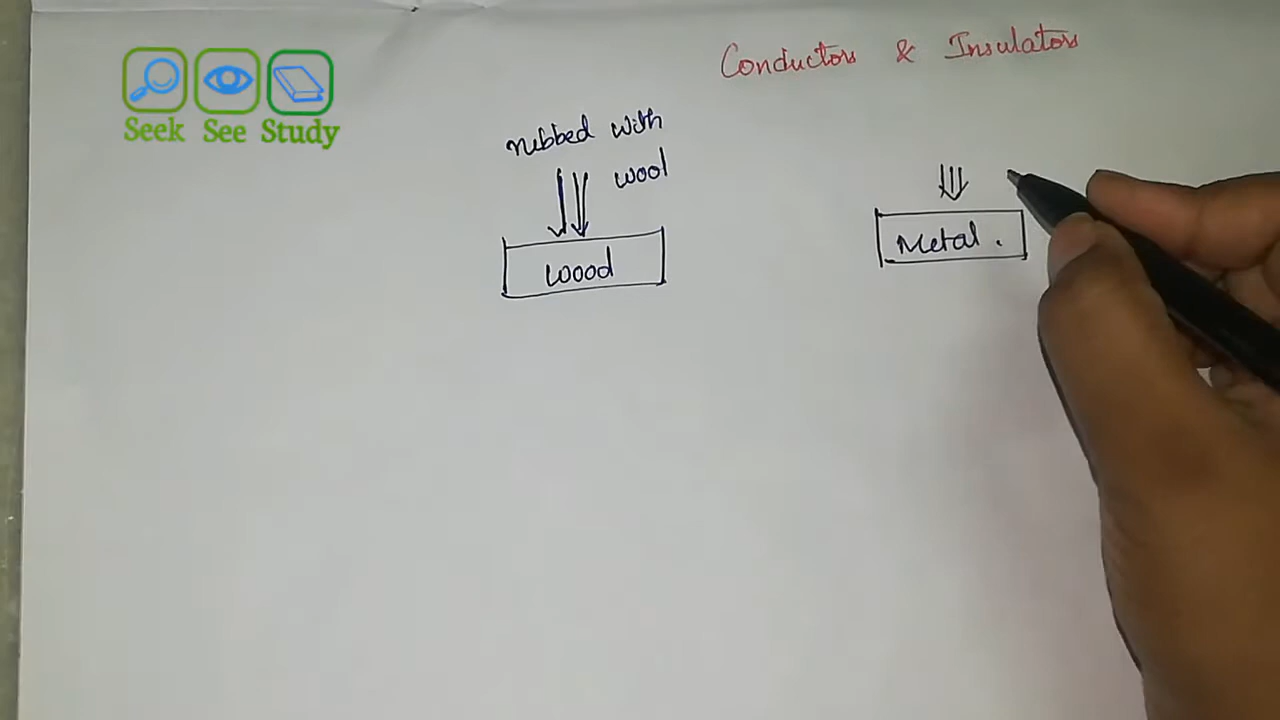 Conductors & Insulators
Seek See Study
rubbed with
wool
Wood
Metal.